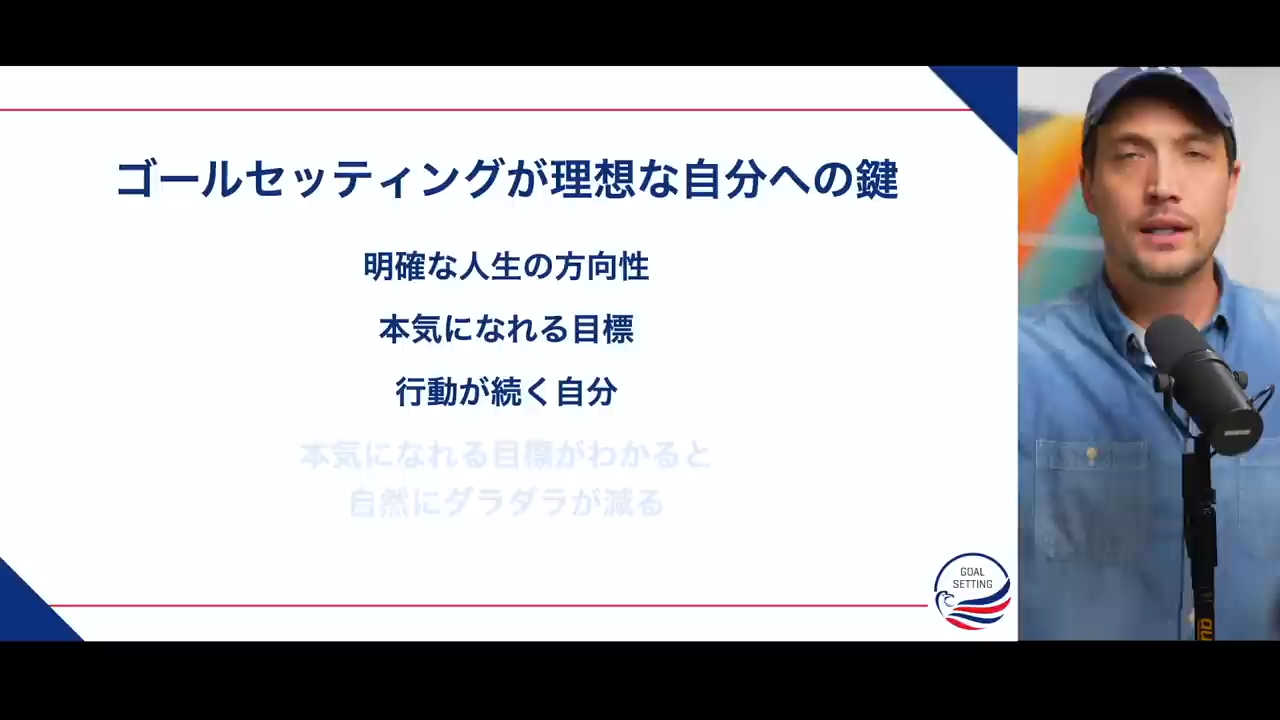 ゴールセッティングが理想な自分への鍵
明確な人生の方向性
本気になれる目標
行動が続く自分
本気になれる目標がわかると
自然にダラダラが減る
GOAL
SETTING